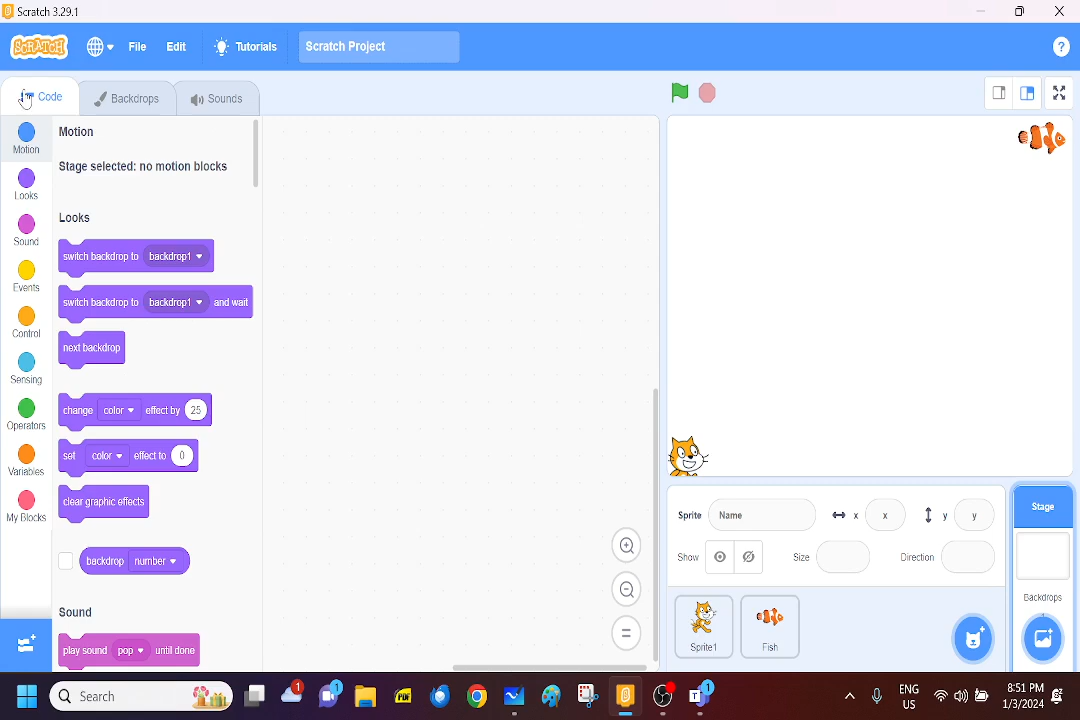 Scratch 3.29.1
SCRATCH File Edit Tutorials Scratch Project ?
Code Backdrops Sounds
Motion
Looks
Sound
Events
Control
Sensing
Operators
Variables
My Blocks
Motion
Stage selected: no motion blocks
Looks
switch backdrop to backdrop1
switch backdrop to backdrop1 and wait
next backdrop
change color effect by 25
set color effect to 0
clear graphic effects
backdrop number
Sound
play sound pop until done
Sprite Name x x y y
Show Size Direction
Sprite1
Fish
Stage
Backdrops
Search
1
1
PDF
1
ENG
US
8:51 PM
1/3/2024